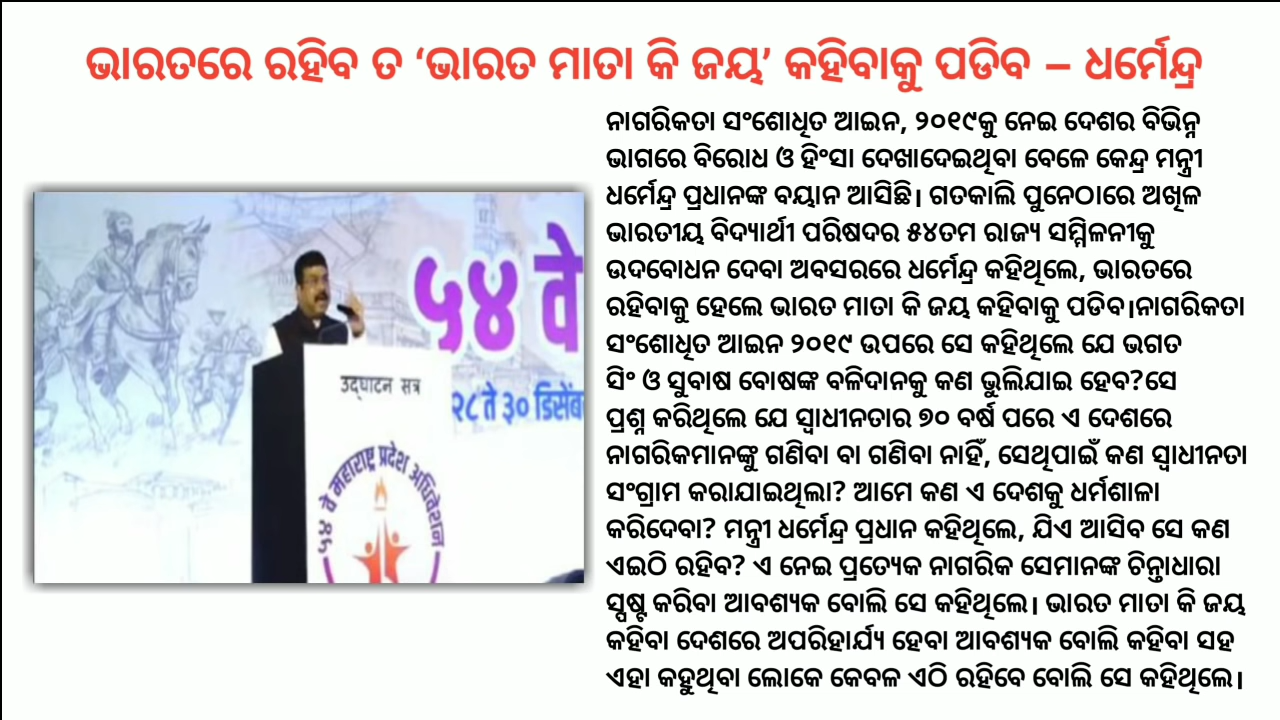 ଭାରତରେ ରହିବ ତ ‘ଭାରତ ମାତା କି ଜୟ’ କହିବାକୁ ପଡିବ – ଧର୍ମେନ୍ଦ୍ର
ନାଗରିକତା ସଂଶୋଧିତ ଆଇନ, ୨୦୧୯କୁ ନେଇ ଦେଶର ବିଭିନ୍ନ
ଭାଗରେ ବିରୋଧ ଓ ହିଂସା ଦେଖାଦେଇଥିବା ବେଳେ କେନ୍ଦ୍ର ମନ୍ତ୍ରୀ
ଧର୍ମେନ୍ଦ୍ର ପ୍ରଧାନଙ୍କ ବୟାନ ଆସିଛି। ଗତକାଲି ପୁନେଠାରେ ଅଖିଳ
ଭାରତୀୟ ବିଦ୍ୟାର୍ଥୀ ପରିଷଦର ୫୪ତମ ରାଜ୍ୟ ସମ୍ମିଳନୀକୁ
ଉଦବୋଧନ ଦେବା ଅବସରରେ ଧର୍ମେନ୍ଦ୍ର କହିଥିଲେ, ଭାରତରେ
ରହିବାକୁ ହେଲେ ଭାରତ ମାତା କି ଜୟ କହିବାକୁ ପଡିବ।ନାଗରିକତା
ସଂଶୋଧିତ ଆଇନ ୨୦୧୯ ଉପରେ ସେ କହିଥିଲେ ଯେ ଭଗତ
ସିଂ ଓ ସୁବାଷ ବୋଷଙ୍କ ବଳିଦାନକୁ କଣ ଭୁଲିଯାଇ ହେବ?ସେ
ପ୍ରଶ୍ନ କରିଥିଲେ ଯେ ସ୍ୱାଧୀନତାର ୭୦ ବର୍ଷ ପରେ ଏ ଦେଶରେ
ନାଗରିକମାନଙ୍କୁ ଗଣିବା ବା ଗଣିବା ନାହିଁ, ସେଥିପାଇଁ କଣ ସ୍ୱାଧୀନତା
ସଂଗ୍ରାମ କରାଯାଇଥିଲା? ଆମେ କଣ ଏ ଦେଶକୁ ଧର୍ମଶାଳା
କରିଦେବା? ମନ୍ତ୍ରୀ ଧର୍ମେନ୍ଦ୍ର ପ୍ରଧାନ କହିଥିଲେ, ଯିଏ ଆସିବ ସେ କଣ
ଏଇଠି ରହିବ? ଏ ନେଇ ପ୍ରତ୍ୟେକ ନାଗରିକ ସେମାନଙ୍କ ଚିନ୍ତାଧାରା
ସ୍ପଷ୍ଟ କରିବା ଆବଶ୍ୟକ ବୋଲି ସେ କହିଥିଲେ। ଭାରତ ମାତା କି ଜୟ
କହିବା ଦେଶରେ ଅପରିହାର୍ଯ୍ୟ ହେବା ଆବଶ୍ୟକ ବୋଲି କହିବା ସହ
ଏହା କହୁଥିବା ଲୋକେ କେବଳ ଏଠି ରହିବେ ବୋଲି ସେ କହିଥିଲେ।
५४ वे
२८ ते ३० डिसेंब
उद्घाटन सत्र
५४ वे महाराष्ट्र प्रदेश अधिवेशन